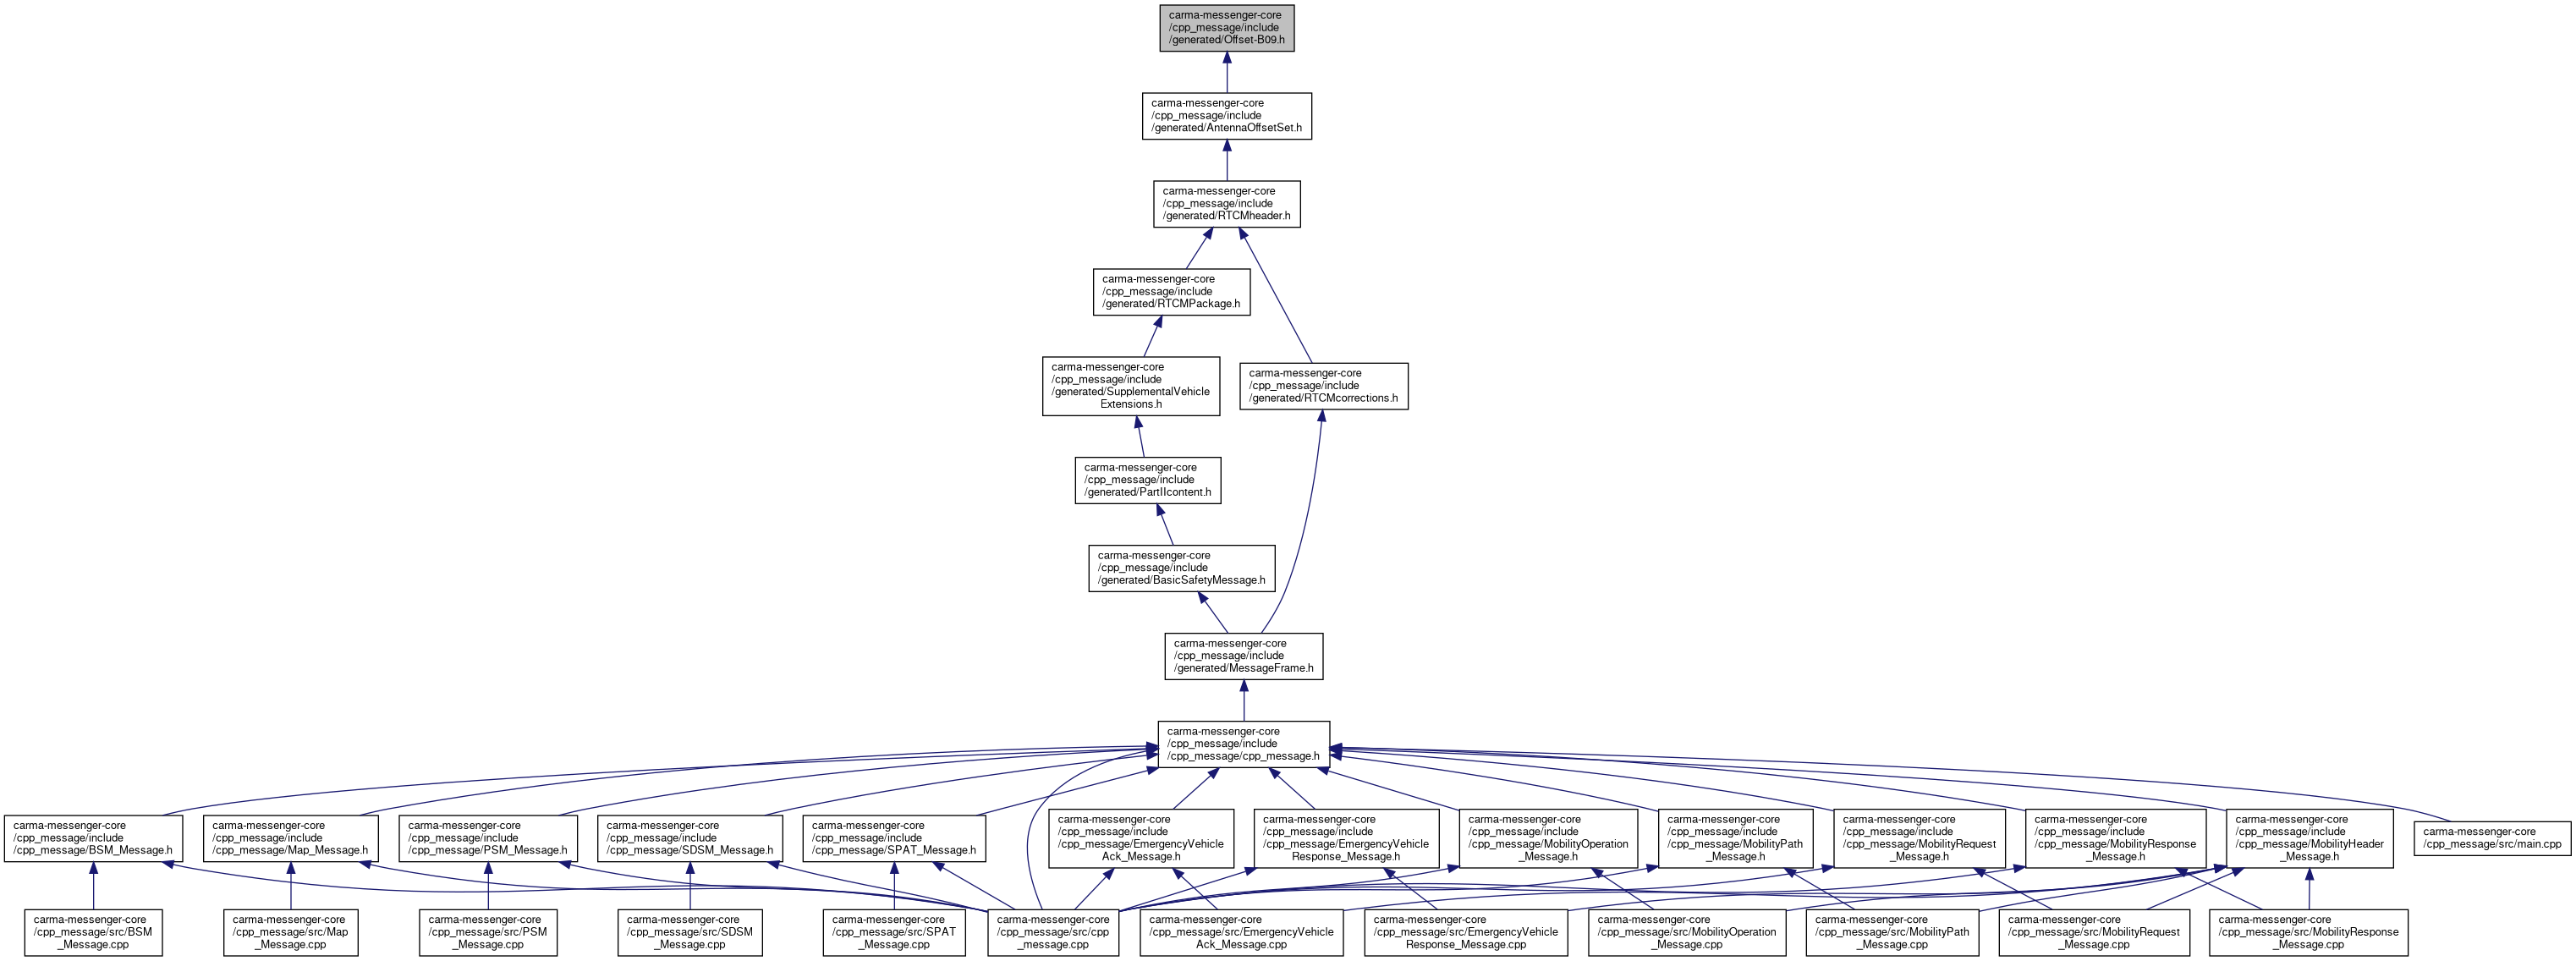 carma-messenger-core
/cpp_message/include
/generated/Offset-B09.h
carma-messenger-core
/cpp_message/include
/generated/AntennaOffsetSet.h
carma-messenger-core
/cpp_message/include
/generated/RTCMheader.h
carma-messenger-core
/cpp_message/include
/generated/RTCMPackage.h
carma-messenger-core
/cpp_message/include
/generated/SupplementalVehicle
Extensions.h
carma-messenger-core
/cpp_message/include
/generated/RTCMcorrections.h
carma-messenger-core
/cpp_message/include
/generated/PartIIcontent.h
carma-messenger-core
/cpp_message/include
/generated/BasicSafetyMessage.h
carma-messenger-core
/cpp_message/include
/generated/MessageFrame.h
carma-messenger-core
/cpp_message/include
/cpp_message/cpp_message.h
carma-messenger-core
/cpp_message/include
/cpp_message/BSM_Message.h
carma-messenger-core
/cpp_message/include
/cpp_message/Map_Message.h
carma-messenger-core
/cpp_message/include
/cpp_message/PSM_Message.h
carma-messenger-core
/cpp_message/include
/cpp_message/SDSM_Message.h
carma-messenger-core
/cpp_message/include
/cpp_message/SPAT_Message.h
carma-messenger-core
/cpp_message/include
/cpp_message/EmergencyVehicle
Ack_Message.h
carma-messenger-core
/cpp_message/include
/cpp_message/EmergencyVehicle
Response_Message.h
carma-messenger-core
/cpp_message/include
/cpp_message/MobilityOperation
_Message.h
carma-messenger-core
/cpp_message/include
/cpp_message/MobilityPath
_Message.h
carma-messenger-core
/cpp_message/include
/cpp_message/MobilityRequest
_Message.h
carma-messenger-core
/cpp_message/include
/cpp_message/MobilityResponse
_Message.h
carma-messenger-core
/cpp_message/include
/cpp_message/MobilityHeader
_Message.h
carma-messenger-core
/cpp_message/src/main.cpp
carma-messenger-core
/cpp_message/src/BSM
_Message.cpp
carma-messenger-core
/cpp_message/src/Map
_Message.cpp
carma-messenger-core
/cpp_message/src/PSM
_Message.cpp
carma-messenger-core
/cpp_message/src/SDSM
_Message.cpp
carma-messenger-core
/cpp_message/src/SPAT
_Message.cpp
carma-messenger-core
/cpp_message/src/cpp
_message.cpp
carma-messenger-core
/cpp_message/src/EmergencyVehicle
Ack_Message.cpp
carma-messenger-core
/cpp_message/src/EmergencyVehicle
Response_Message.cpp
carma-messenger-core
/cpp_message/src/MobilityOperation
_Message.cpp
carma-messenger-core
/cpp_message/src/MobilityPath
_Message.cpp
carma-messenger-core
/cpp_message/src/MobilityRequest
_Message.cpp
carma-messenger-core
/cpp_message/src/MobilityResponse
_Message.cpp